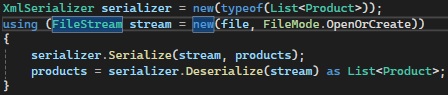 XmlSerializer serializer = new(typeof(List<Product>));
using (FileStream stream = new(file, FileMode.OpenOrCreate))
{
serializer.Serialize(stream, products);
products = serializer.Deserialize(stream) as List<Product>;
}